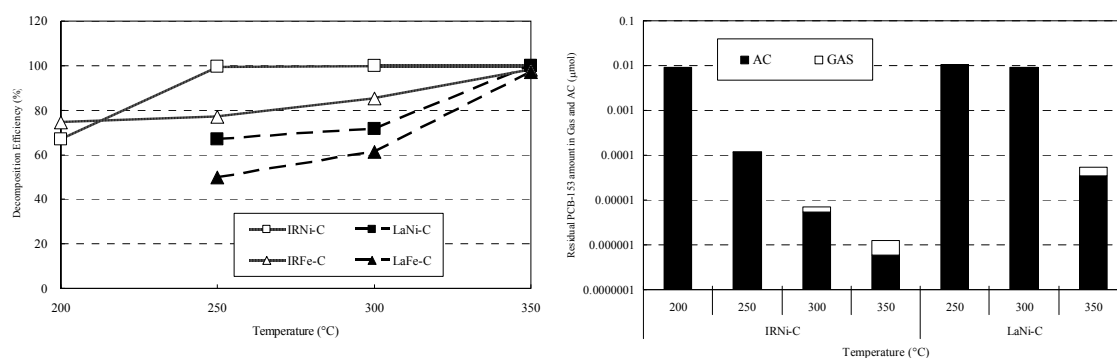 120
100
80
60
40
20
0
Decomposition Efficiency (%)
IRNi-C
LaNi-C
IRFe-C
LaFe-C
200
250
300
350
Temperature (°C)
0.1
0.01
0.001
0.0001
0.00001
0.000001
0.0000001
Residual PCB-153 amount in Gas and AC (μmol)
AC
GAS
200
250
300
350
250
300
350
IRNi-C
LaNi-C
Temperature (°C)